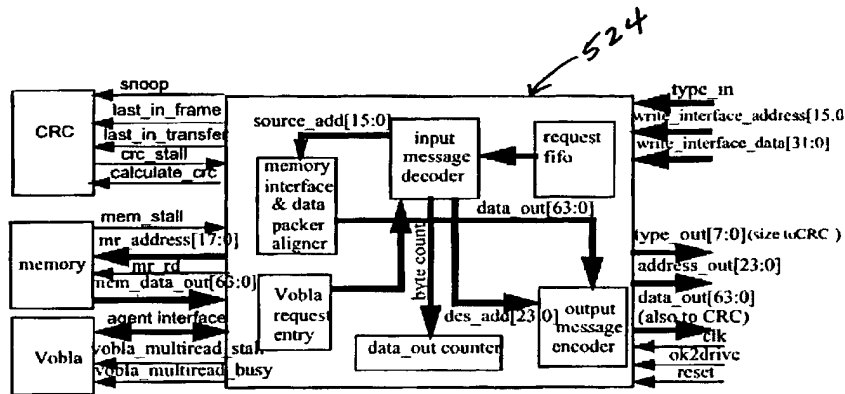 524
CRC
snoop
last_in_frame
last_in_transfer
crc_stall
calculate_crc
memory
mem_stall
mr_address[17:0]
mr_rd
mem_data_out[63:0]
Vobla
agent interface
vobla_multiread_stall
vobla_multiread_busy
source_add[15:0]
memory
interface
& data
packer
aligner
input
message
decoder
request
fifo
data_out[63:0]
byte count
Vobla
request
entry
des_add[23:0]
data_out counter
output
message
encoder
type_in
write_interface_address[15:0
write_interface_data[31:0]
type_out[7:0](size toCRC )
address_out[23:0]
data_out[63:0]
(also to CRC)
clk
ok2drive
reset